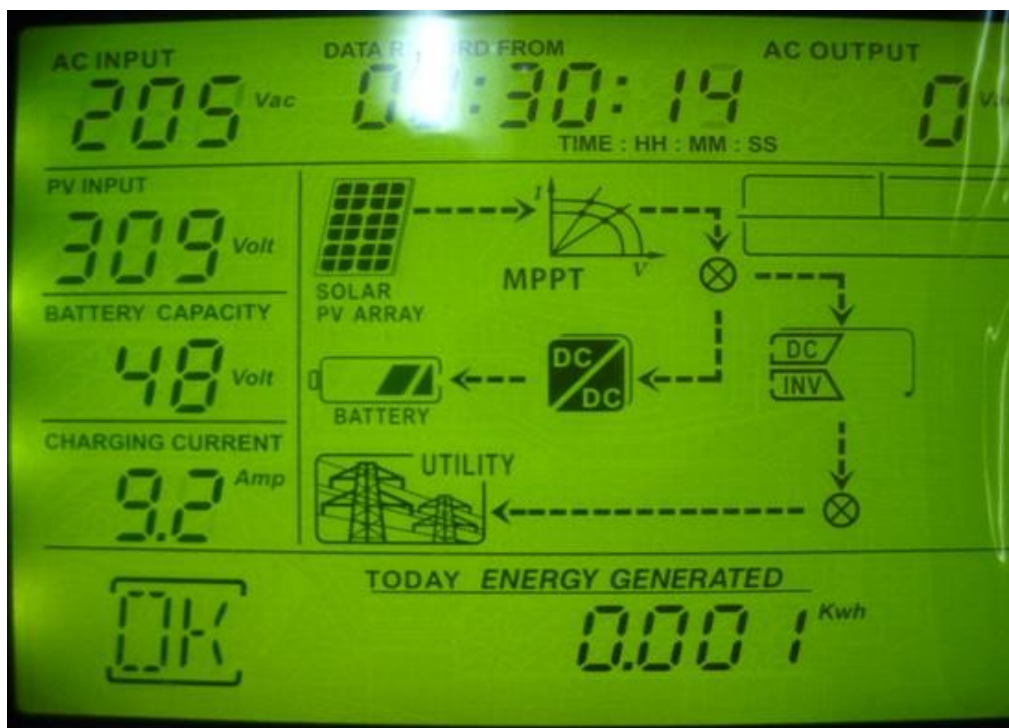 AC INPUT
205 Vac
DATA FROM
:30:14
TIME : HH : MM : SS
AC OUTPUT
0
PV INPUT
309 Volt
BATTERY CAPACITY
48 Volt
CHARGING CURRENT
9.2 Amp
SOLAR
PV ARRAY
I
V
MPPT
DC
DC
BATTERY
DC
INV
UTILITY
OK
TODAY ENERGY GENERATED
0.001 Kwh